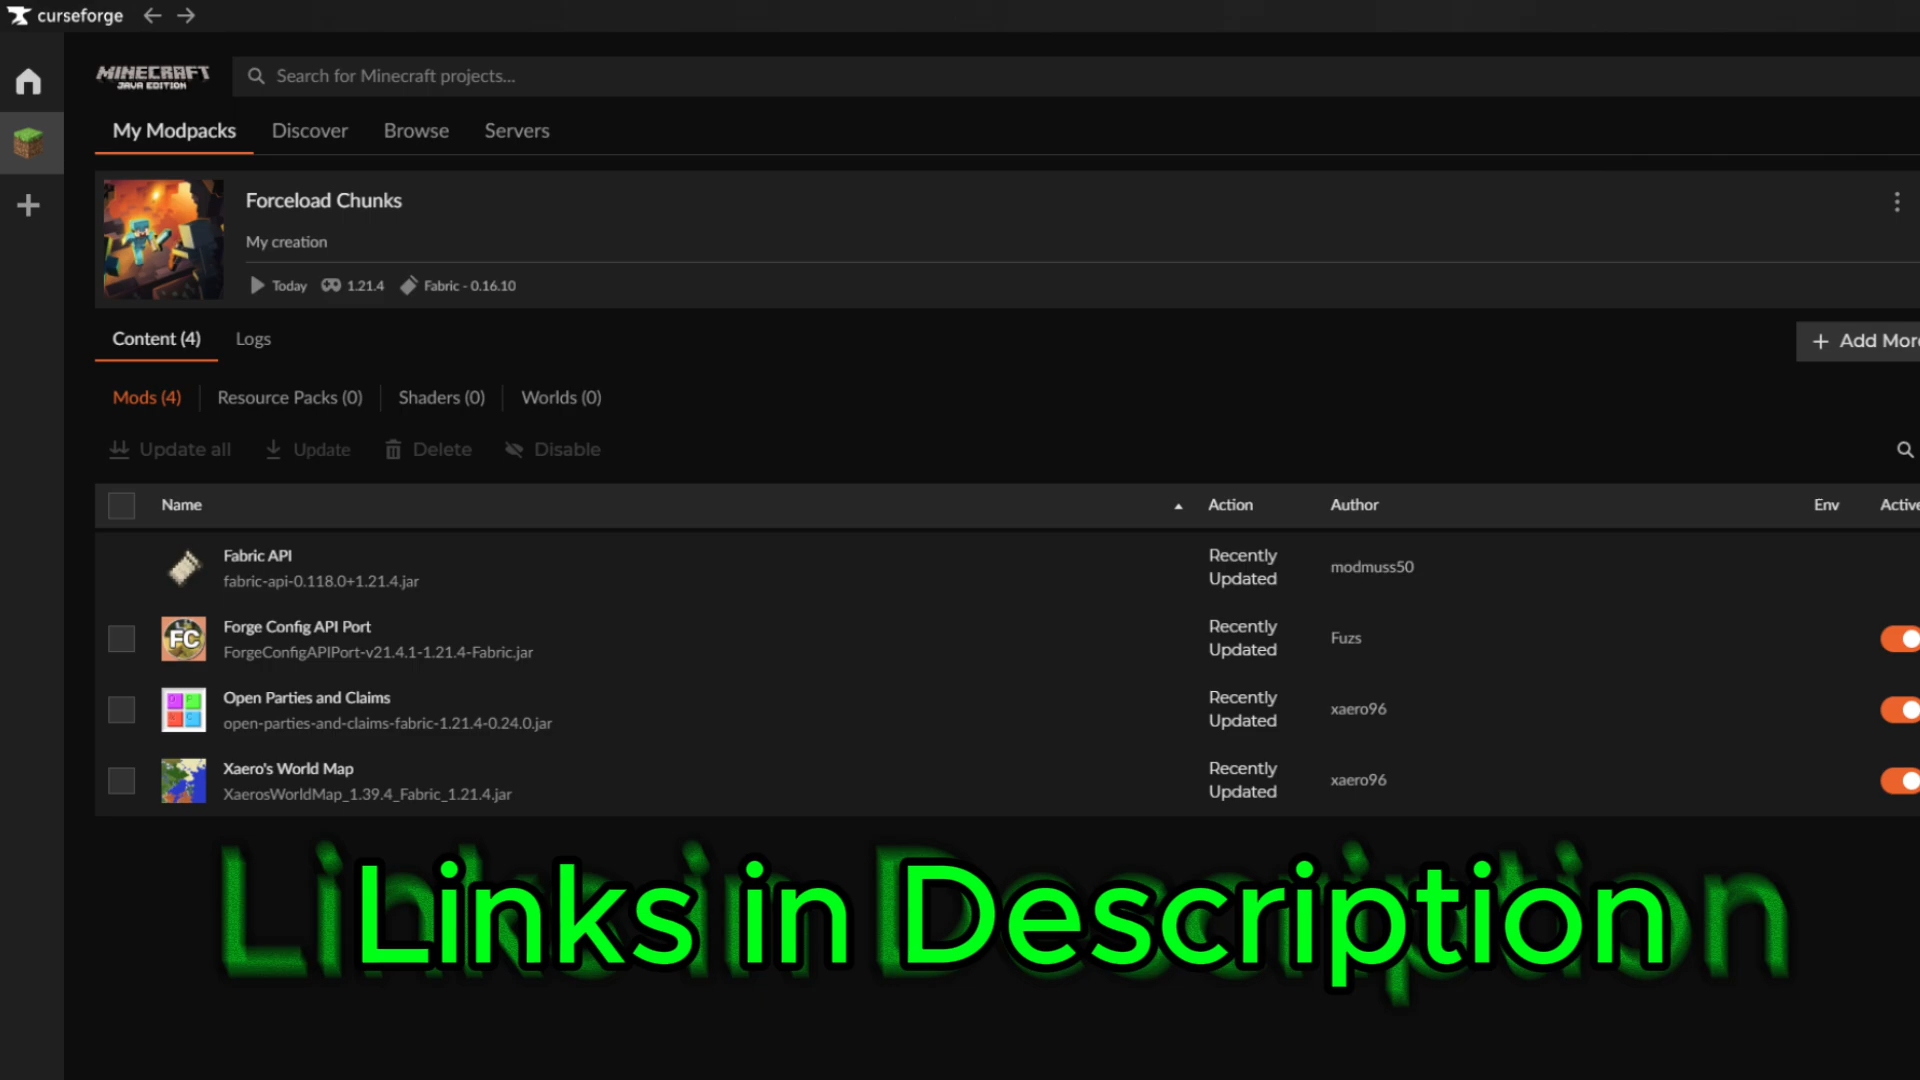 curseforge
MINECRAFT
JAVA EDITION
Search for Minecraft projects...
My Modpacks Discover Browse Servers
Forceload Chunks
My creation
Today 1.21.4 Fabric - 0.16.10
Content (4) Logs
+ Add More
Mods (4) Resource Packs (0) Shaders (0) Worlds (0)
Update all Update Delete Disable
Name Action Author Env Active
Fabric API
fabric-api-0.118.0+1.21.4.jar
Recently
Updated
modmuss50
FC
Forge Config API Port
ForgeConfigAPIPort-v21.4.1-1.21.4-Fabric.jar
Recently
Updated
Fuzs
Open Parties and Claims
open-parties-and-claims-fabric-1.21.4-0.24.0.jar
Recently
Updated
xaero96
Xaero's World Map
XaerosWorldMap_1.39.4_Fabric_1.21.4.jar
Recently
Updated
xaero96
Links in Description